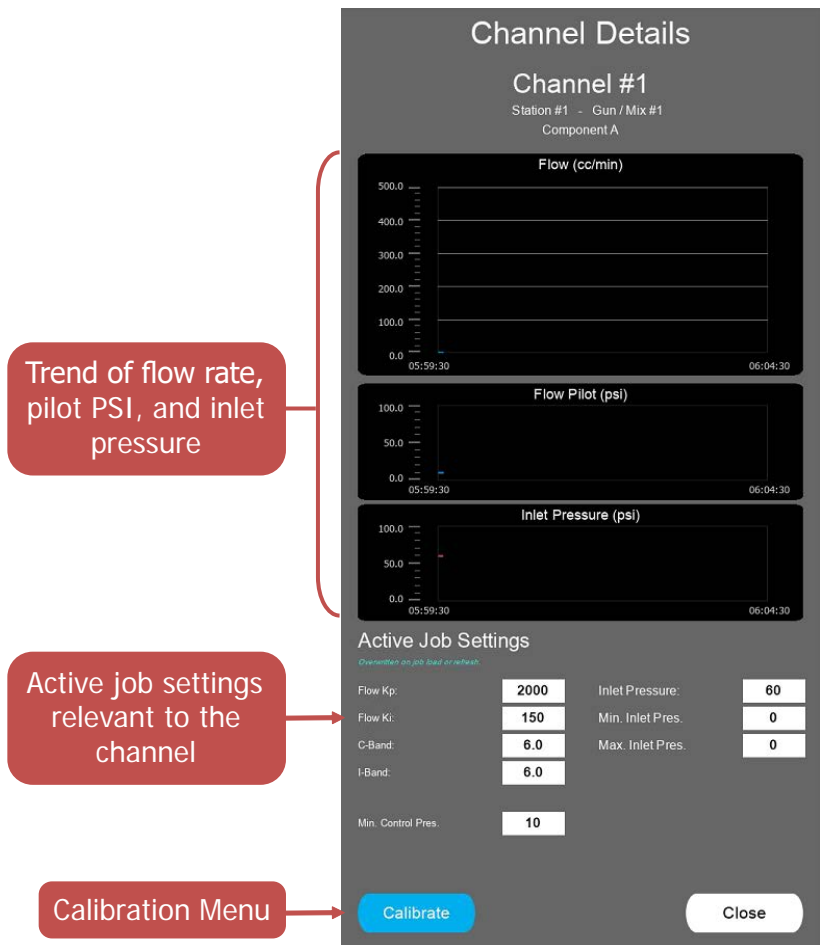 Channel Details
Channel #1
Station #1 - Gun / Mix #1
Component A
Trend of flow rate,
pilot PSI, and inlet
pressure
Flow (cc/min)
500.0
400.0
300.0
200.0
100.0
0.0
05:59:30 06:04:30
Flow Pilot (psi)
100.0
50.0
0.0
05:59:30 06:04:30
Inlet Pressure (psi)
100.0
50.0
0.0
05:59:30 06:04:30
Active job settings
relevant to the
channel
Active Job Settings
Overwritten on job load or refresh.
Flow Kp: 2000 Inlet Pressure: 60
Flow Ki: 150 Min. Inlet Pres. 0
C-Band: 6.0 Max. Inlet Pres. 0
I-Band: 6.0
Min. Control Pres. 10
Calibration Menu
Calibrate Close